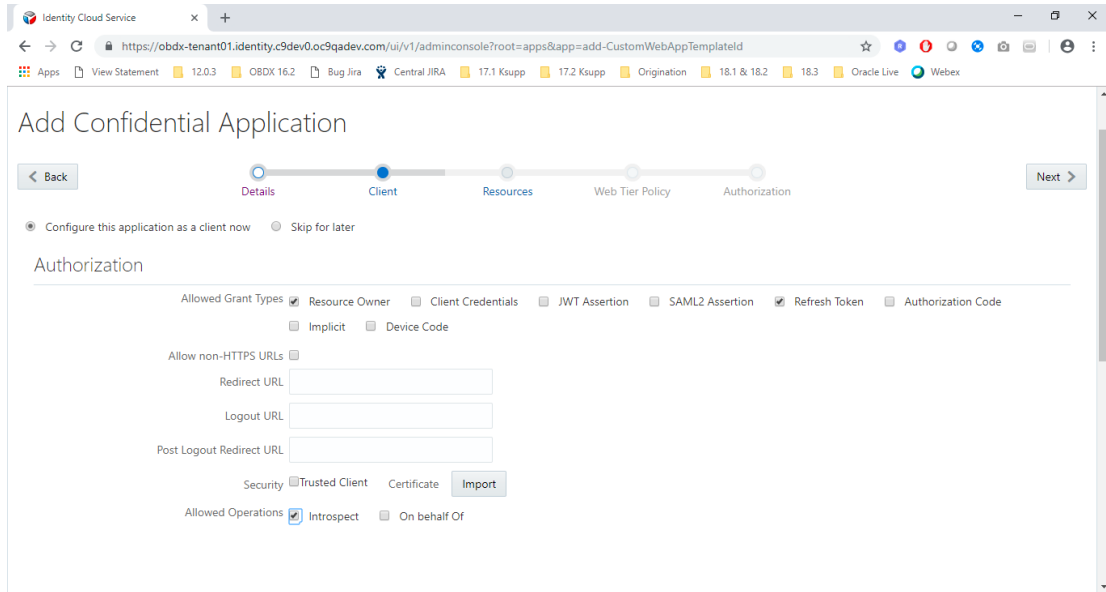 Identity Cloud Service
https://obdx-tenant01.identity.c9dev0.oc9qadev.com/ui/v1/adminconsole?root=apps&app=add-CustomWebAppTemplateId
Apps View Statement 12.0.3 OBDX 16.2 Bug Jira Central JIRA 17.1 Ksupp 17.2 Ksupp Origination 18.1 & 18.2 18.3 Oracle Live Webex
Add Confidential Application
Back Next
Details Client Resources Web Tier Policy Authorization
Configure this application as a client now Skip for later
Authorization
Allowed Grant Types Resource Owner Client Credentials JWT Assertion SAML2 Assertion Refresh Token Authorization Code
Implicit Device Code
Allow non-HTTPS URLs
Redirect URL
Logout URL
Post Logout Redirect URL
Security Trusted Client Certificate Import
Allowed Operations Introspect On behalf Of